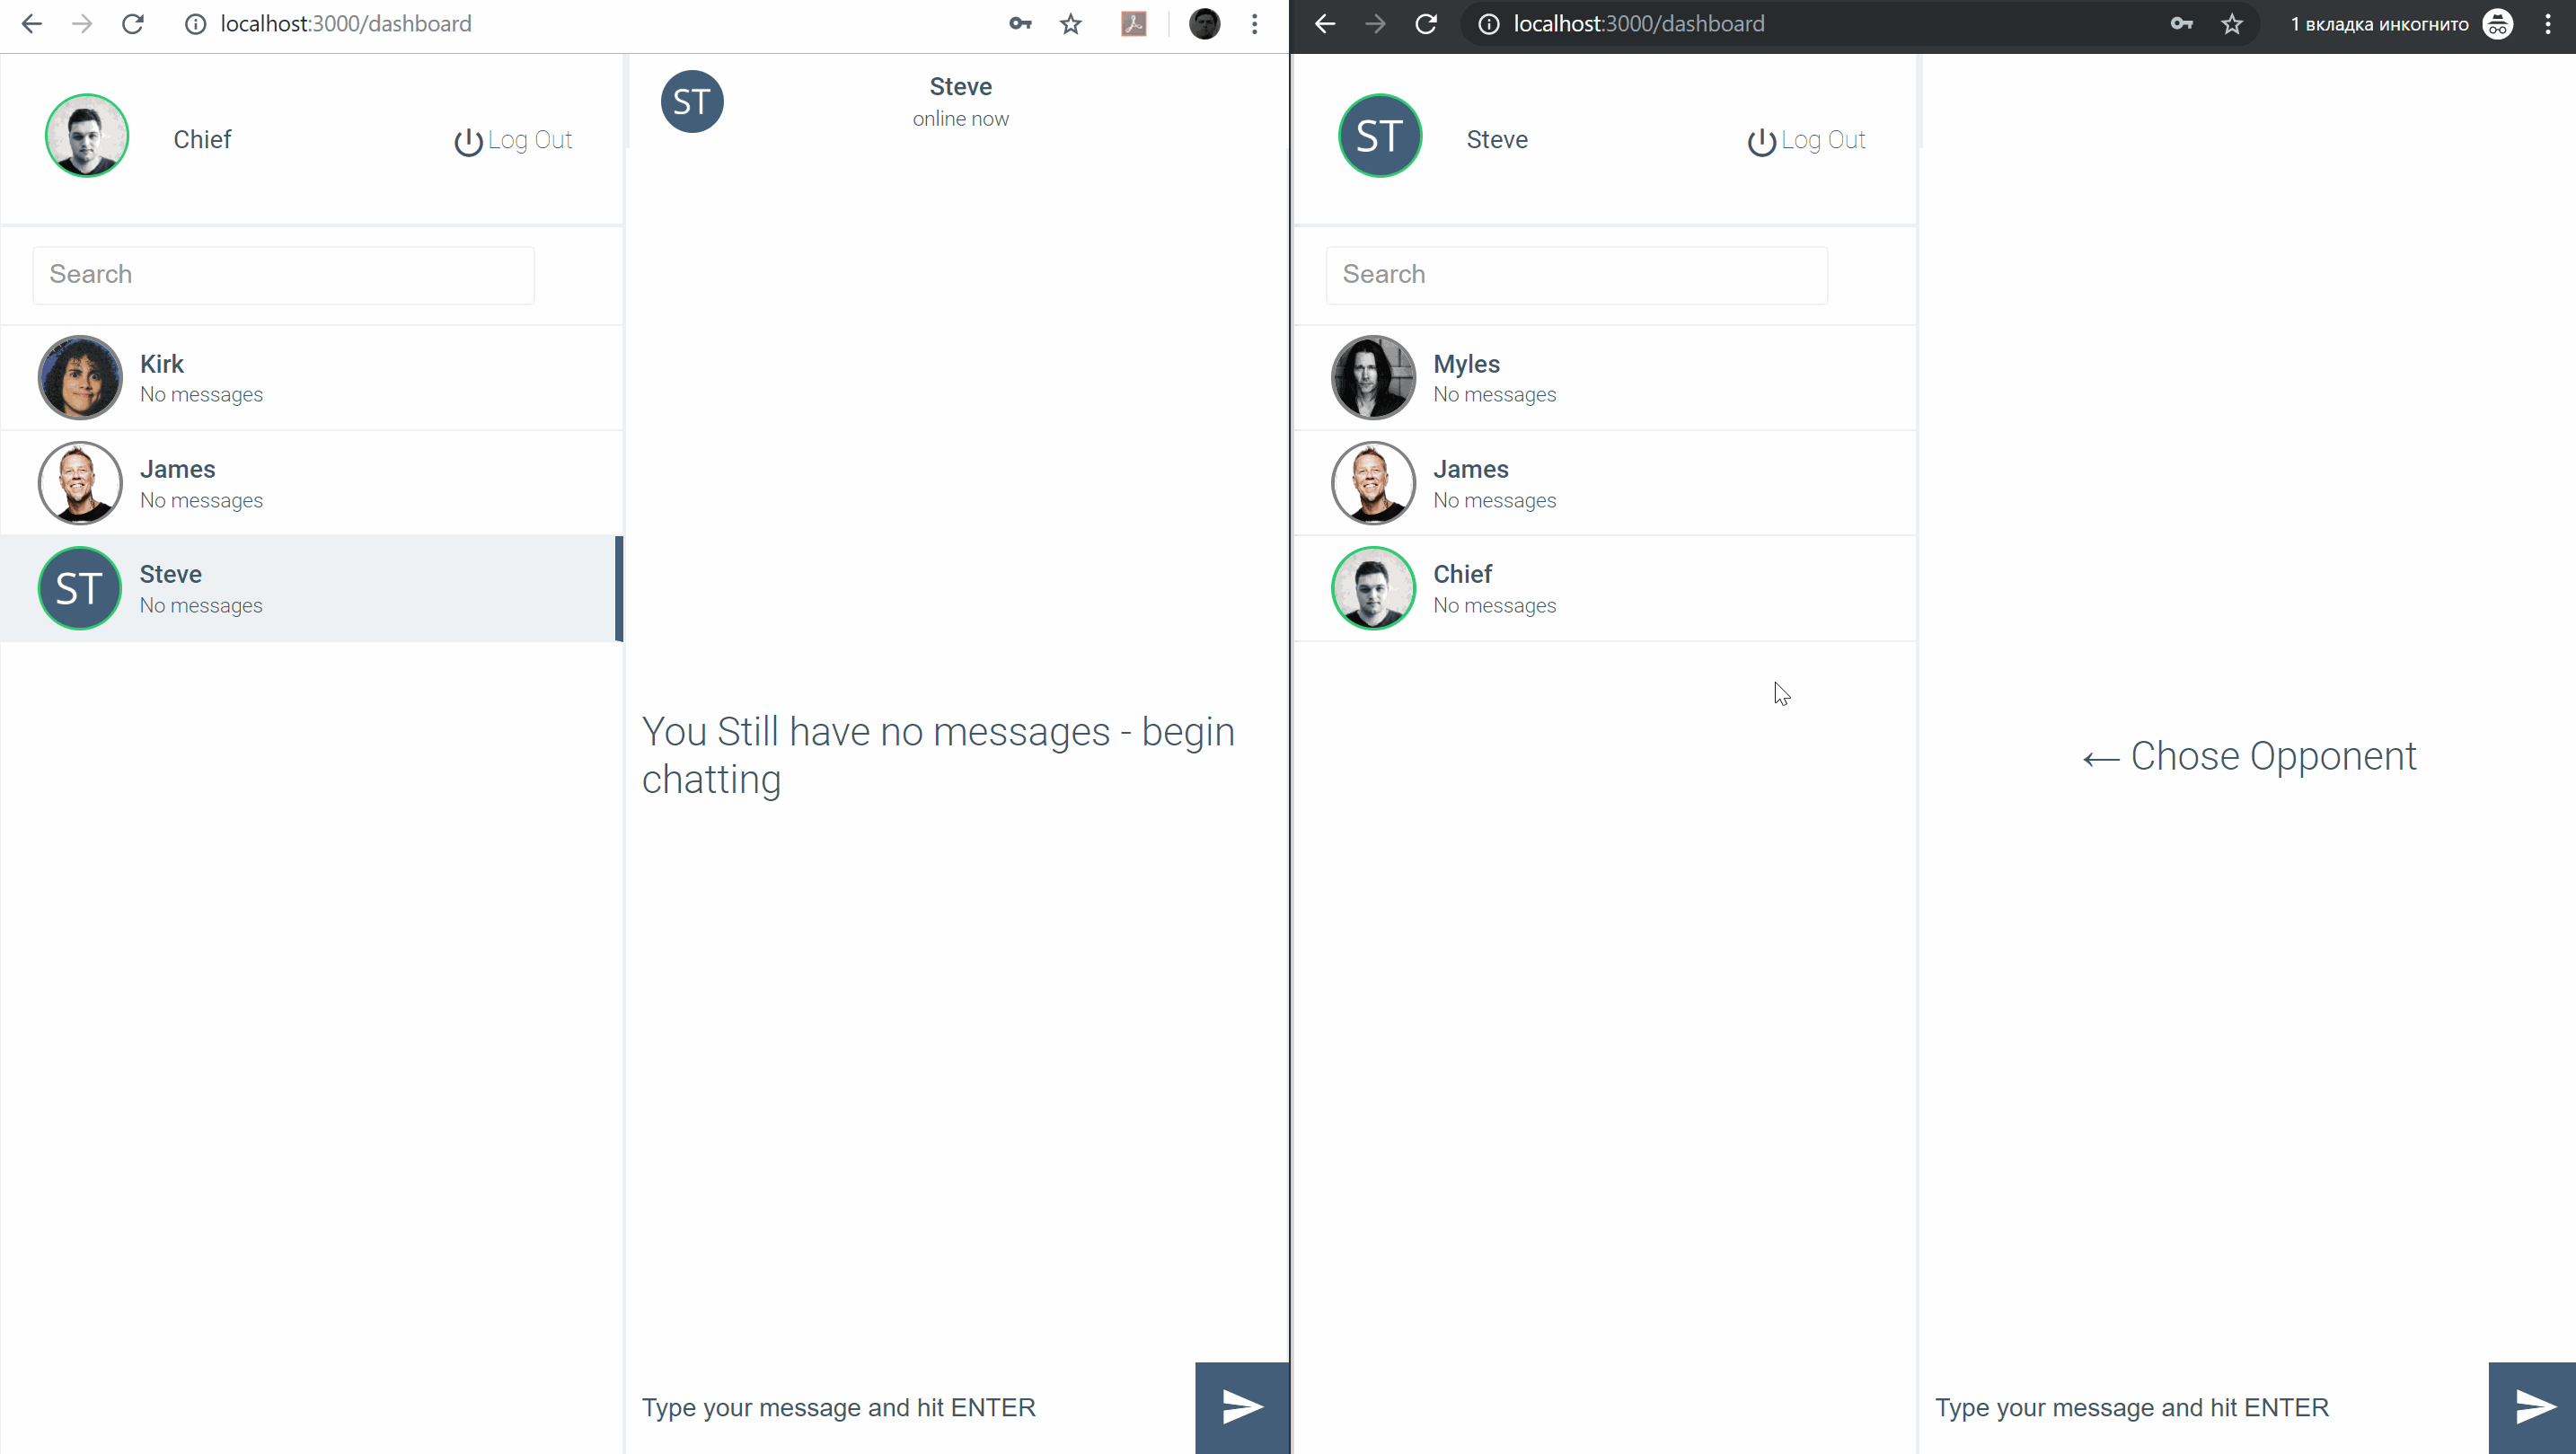 localhost:3000/dashboard
Chief
Log Out
Search
Kirk
No messages
James
No messages
ST
Steve
No messages
ST
Steve
online now
You Still have no messages - begin
chatting
Type your message and hit ENTER
localhost:3000/dashboard
1 вкладка инкогнито
ST
Steve
Log Out
Search
Myles
No messages
James
No messages
Chief
No messages
← Chose Opponent
Type your message and hit ENTER